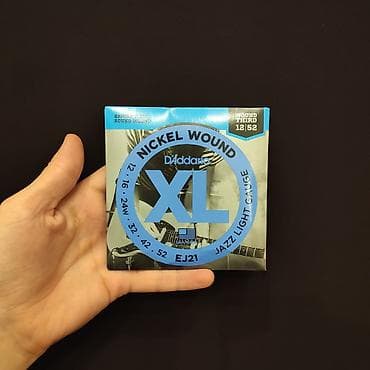 WOUND
THIRD
12|52
NICKEL WOUND
D'Addario
XL
12 · 16 · 24W · 32 · 42 · 52
EJ21
JAZZ LIGHT GAUGE